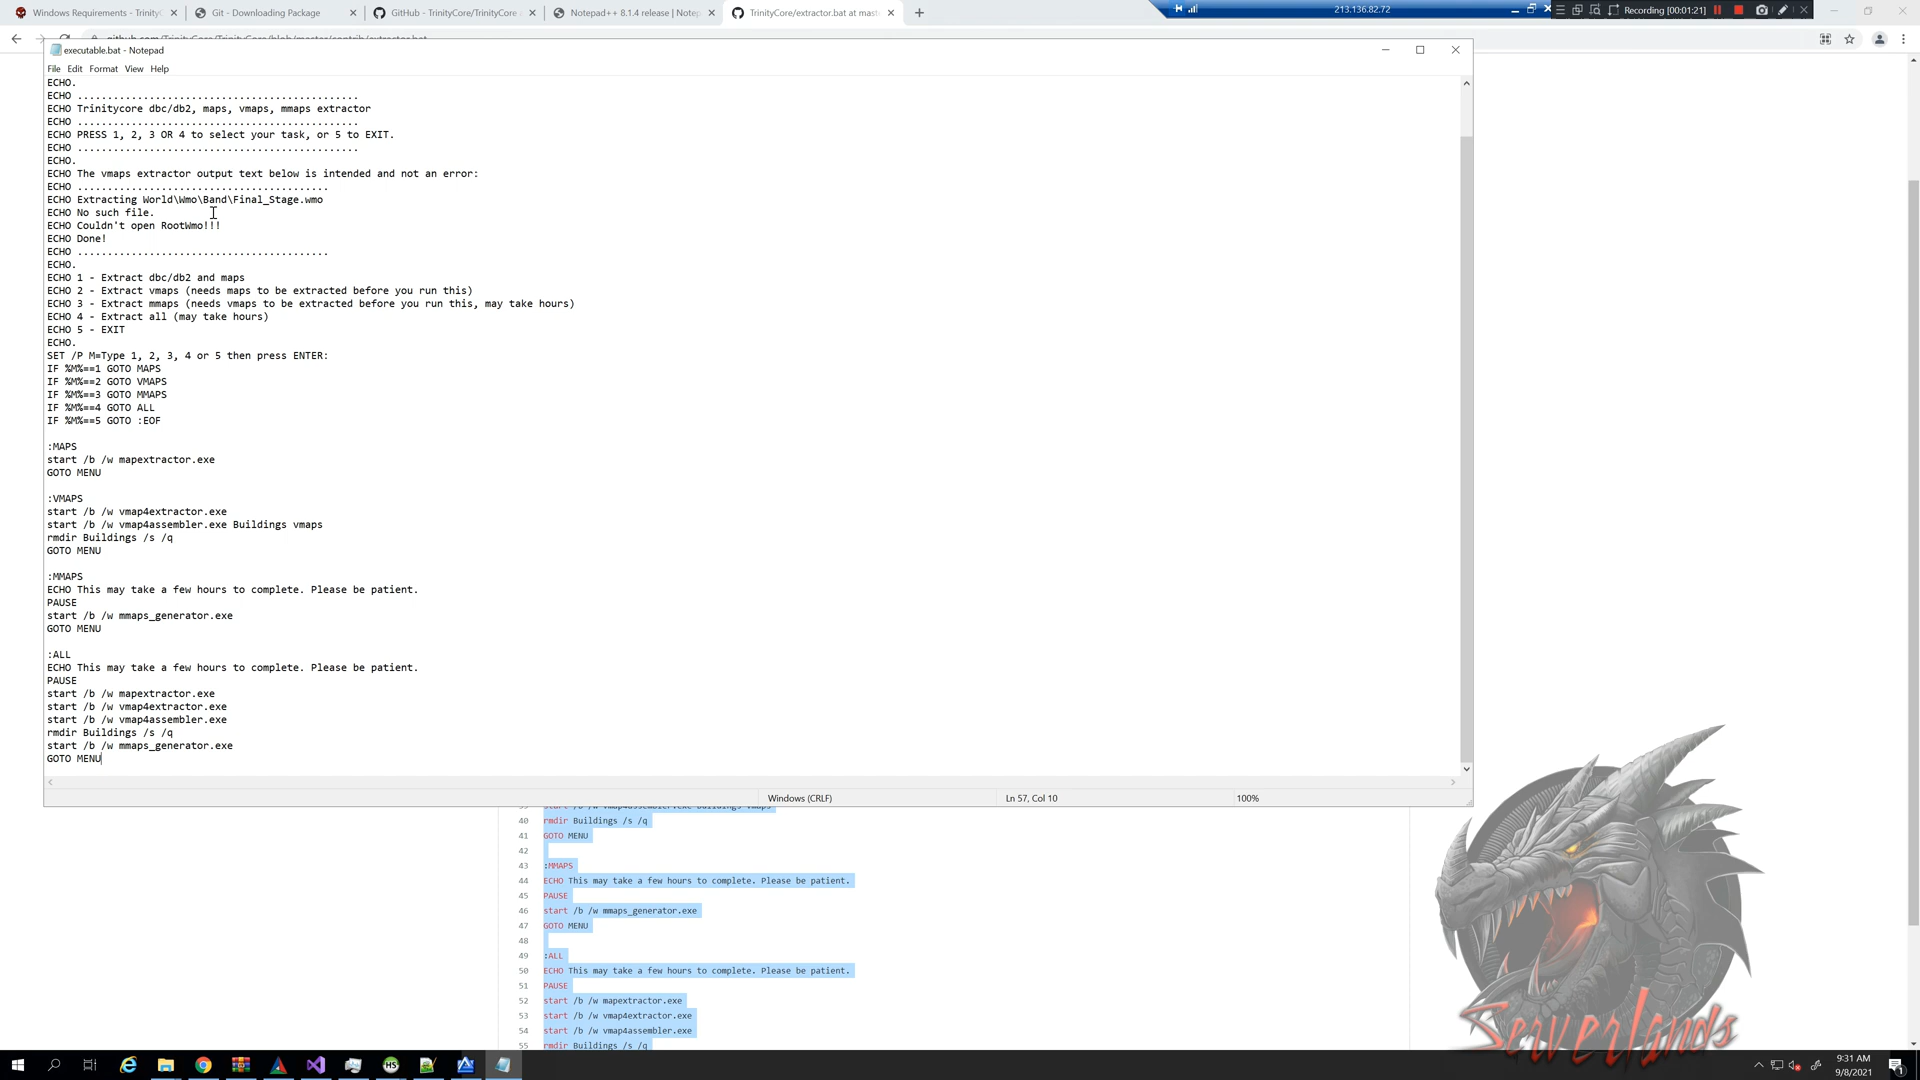 Windows Requirements - Trinity
Git - Downloading Package
GitHub - TrinityCore/TrinityCore
Notepad++ 8.1.4 release | Notep
TrinityCore/extractor.bat at mast
213.136.82.72
Recording [00:01:21]
executable.bat - Notepad
File Edit Format View Help
ECHO.
ECHO ...............................................
ECHO Trinitycore dbc/db2, maps, vmaps, mmaps extractor
ECHO ...............................................
ECHO PRESS 1, 2, 3 OR 4 to select your task, or 5 to EXIT.
ECHO ...............................................
ECHO.
ECHO The vmaps extractor output text below is intended and not an error:
ECHO ..........................................
ECHO Extracting World\Wmo\Band\Final_Stage.wmo
ECHO No such file.
ECHO Couldn't open RootWmo!!!
ECHO Done!
ECHO ..........................................
ECHO.
ECHO 1 - Extract dbc/db2 and maps
ECHO 2 - Extract vmaps (needs maps to be extracted before you run this)
ECHO 3 - Extract mmaps (needs vmaps to be extracted before you run this, may take hours)
ECHO 4 - Extract all (may take hours)
ECHO 5 - EXIT
ECHO.
SET /P M=Type 1, 2, 3, 4 or 5 then press ENTER:
IF %M%==1 GOTO MAPS
IF %M%==2 GOTO VMAPS
IF %M%==3 GOTO MMAPS
IF %M%==4 GOTO ALL
IF %M%==5 GOTO :EOF
:MAPS
start /b /w mapextractor.exe
GOTO MENU
:VMAPS
start /b /w vmap4extractor.exe
start /b /w vmap4assembler.exe Buildings vmaps
rmdir Buildings /s /q
GOTO MENU
:MMAPS
ECHO This may take a few hours to complete. Please be patient.
PAUSE
start /b /w mmaps_generator.exe
GOTO MENU
:ALL
ECHO This may take a few hours to complete. Please be patient.
PAUSE
start /b /w mapextractor.exe
start /b /w vmap4extractor.exe
start /b /w vmap4assembler.exe
rmdir Buildings /s /q
start /b /w mmaps_generator.exe
GOTO MENU
Windows (CRLF) Ln 57, Col 10 100%
40 rmdir Buildings /s /q
41 GOTO MENU
42
43 :MMAPS
44 ECHO This may take a few hours to complete. Please be patient.
45 PAUSE
46 start /b /w mmaps_generator.exe
47 GOTO MENU
48
49 :ALL
50 ECHO This may take a few hours to complete. Please be patient.
51 PAUSE
52 start /b /w mapextractor.exe
53 start /b /w vmap4extractor.exe
54 start /b /w vmap4assembler.exe
55 rmdir Buildings /s /q
Serverlands
9:31 AM
9/8/2021